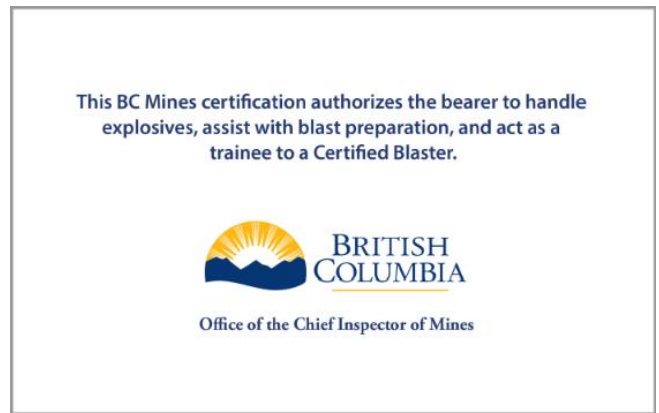 This BC Mines certification authorizes the bearer to handle
explosives, assist with blast preparation, and act as a
trainee to a Certified Blaster.
BRITISH
COLUMBIA
Office of the Chief Inspector of Mines